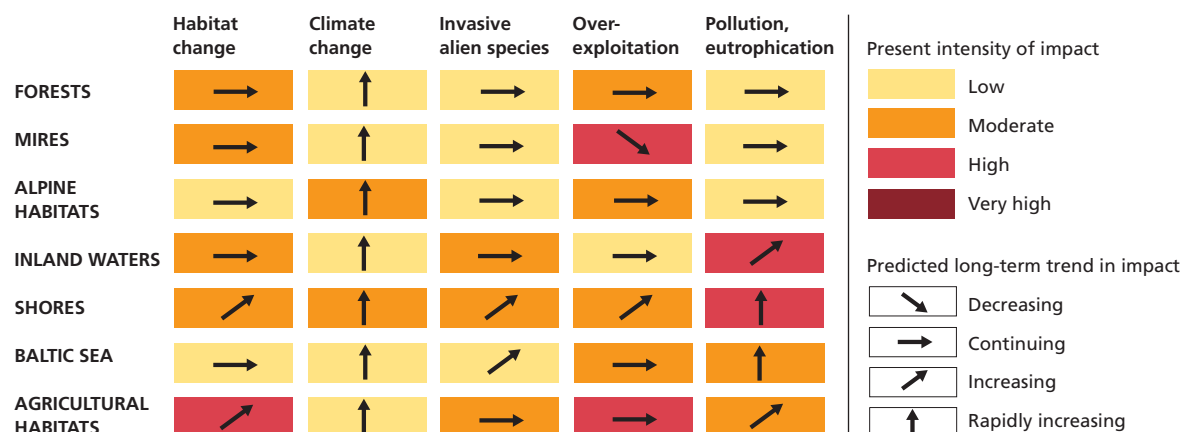 Habitat
change
Climate
change
Invasive
alien species
Over-
exploitation
Pollution,
eutrophication
FORESTS
MIRES
ALPINE
HABITATS
INLAND WATERS
SHORES
BALTIC SEA
AGRICULTURAL
HABITATS
Present intensity of impact
Low
Moderate
High
Very high
Predicted long-term trend in impact
Decreasing
Continuing
Increasing
Rapidly increasing